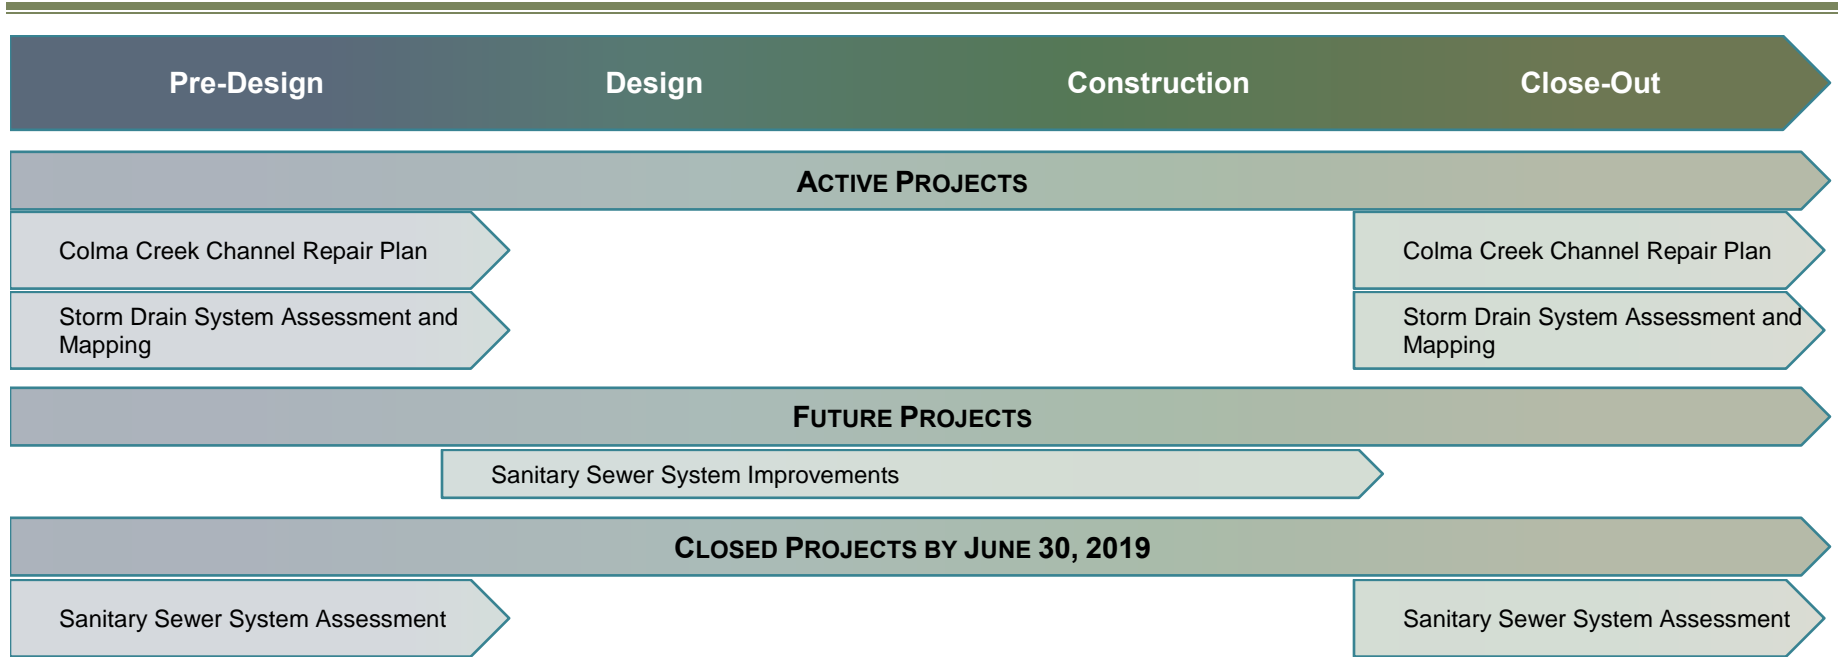 Pre-Design Design Construction Close-Out
ACTIVE PROJECTS
Colma Creek Channel Repair Plan
Colma Creek Channel Repair Plan
Storm Drain System Assessment and
Mapping
Storm Drain System Assessment and
Mapping
FUTURE PROJECTS
Sanitary Sewer System Improvements
CLOSED PROJECTS BY JUNE 30, 2019
Sanitary Sewer System Assessment
Sanitary Sewer System Assessment